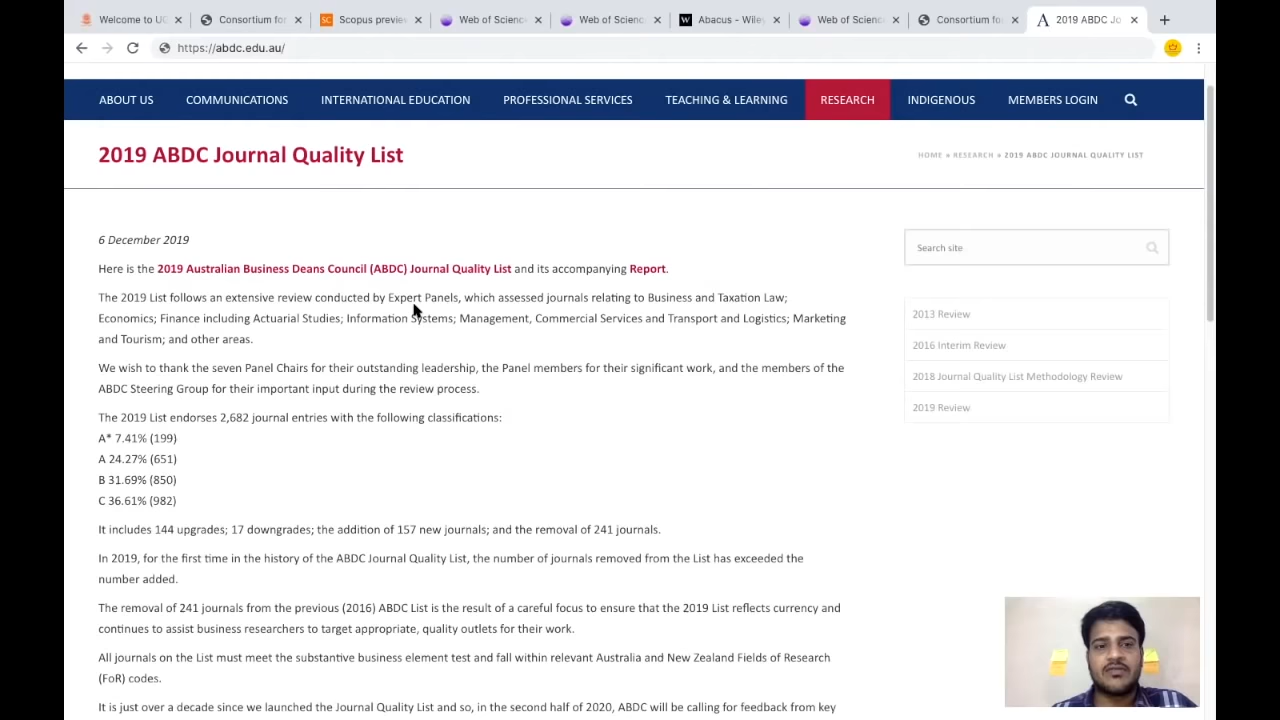 Welcome to UG
Consortium for
Scopus preview
Web of Scienc
Web of Scienc
Abacus - Wiley
Web of Scienc
Consortium fo
2019 ABDC Jo
https://abdc.edu.au/
ABOUT US COMMUNICATIONS INTERNATIONAL EDUCATION PROFESSIONAL SERVICES TEACHING & LEARNING RESEARCH INDIGENOUS MEMBERS LOGIN
2019 ABDC Journal Quality List
HOME » RESEARCH » 2019 ABDC JOURNAL QUALITY LIST
6 December 2019
Here is the 2019 Australian Business Deans Council (ABDC) Journal Quality List and its accompanying Report.
The 2019 List follows an extensive review conducted by Expert Panels, which assessed journals relating to Business and Taxation Law;
Economics; Finance including Actuarial Studies; Information Systems; Management, Commercial Services and Transport and Logistics; Marketing
and Tourism; and other areas.
We wish to thank the seven Panel Chairs for their outstanding leadership, the Panel members for their significant work, and the members of the
ABDC Steering Group for their important input during the review process.
The 2019 List endorses 2,682 journal entries with the following classifications:
A* 7.41% (199)
A 24.27% (651)
B 31.69% (850)
C 36.61% (982)
It includes 144 upgrades; 17 downgrades; the addition of 157 new journals; and the removal of 241 journals.
In 2019, for the first time in the history of the ABDC Journal Quality List, the number of journals removed from the List has exceeded the
number added.
The removal of 241 journals from the previous (2016) ABDC List is the result of a careful focus to ensure that the 2019 List reflects currency and
continues to assist business researchers to target appropriate, quality outlets for their work.
All journals on the List must meet the substantive business element test and fall within relevant Australia and New Zealand Fields of Research
(FoR) codes.
It is just over a decade since we launched the Journal Quality List and so, in the second half of 2020, ABDC will be calling for feedback from key
Search site
2013 Review
2016 Interim Review
2018 Journal Quality List Methodology Review
2019 Review